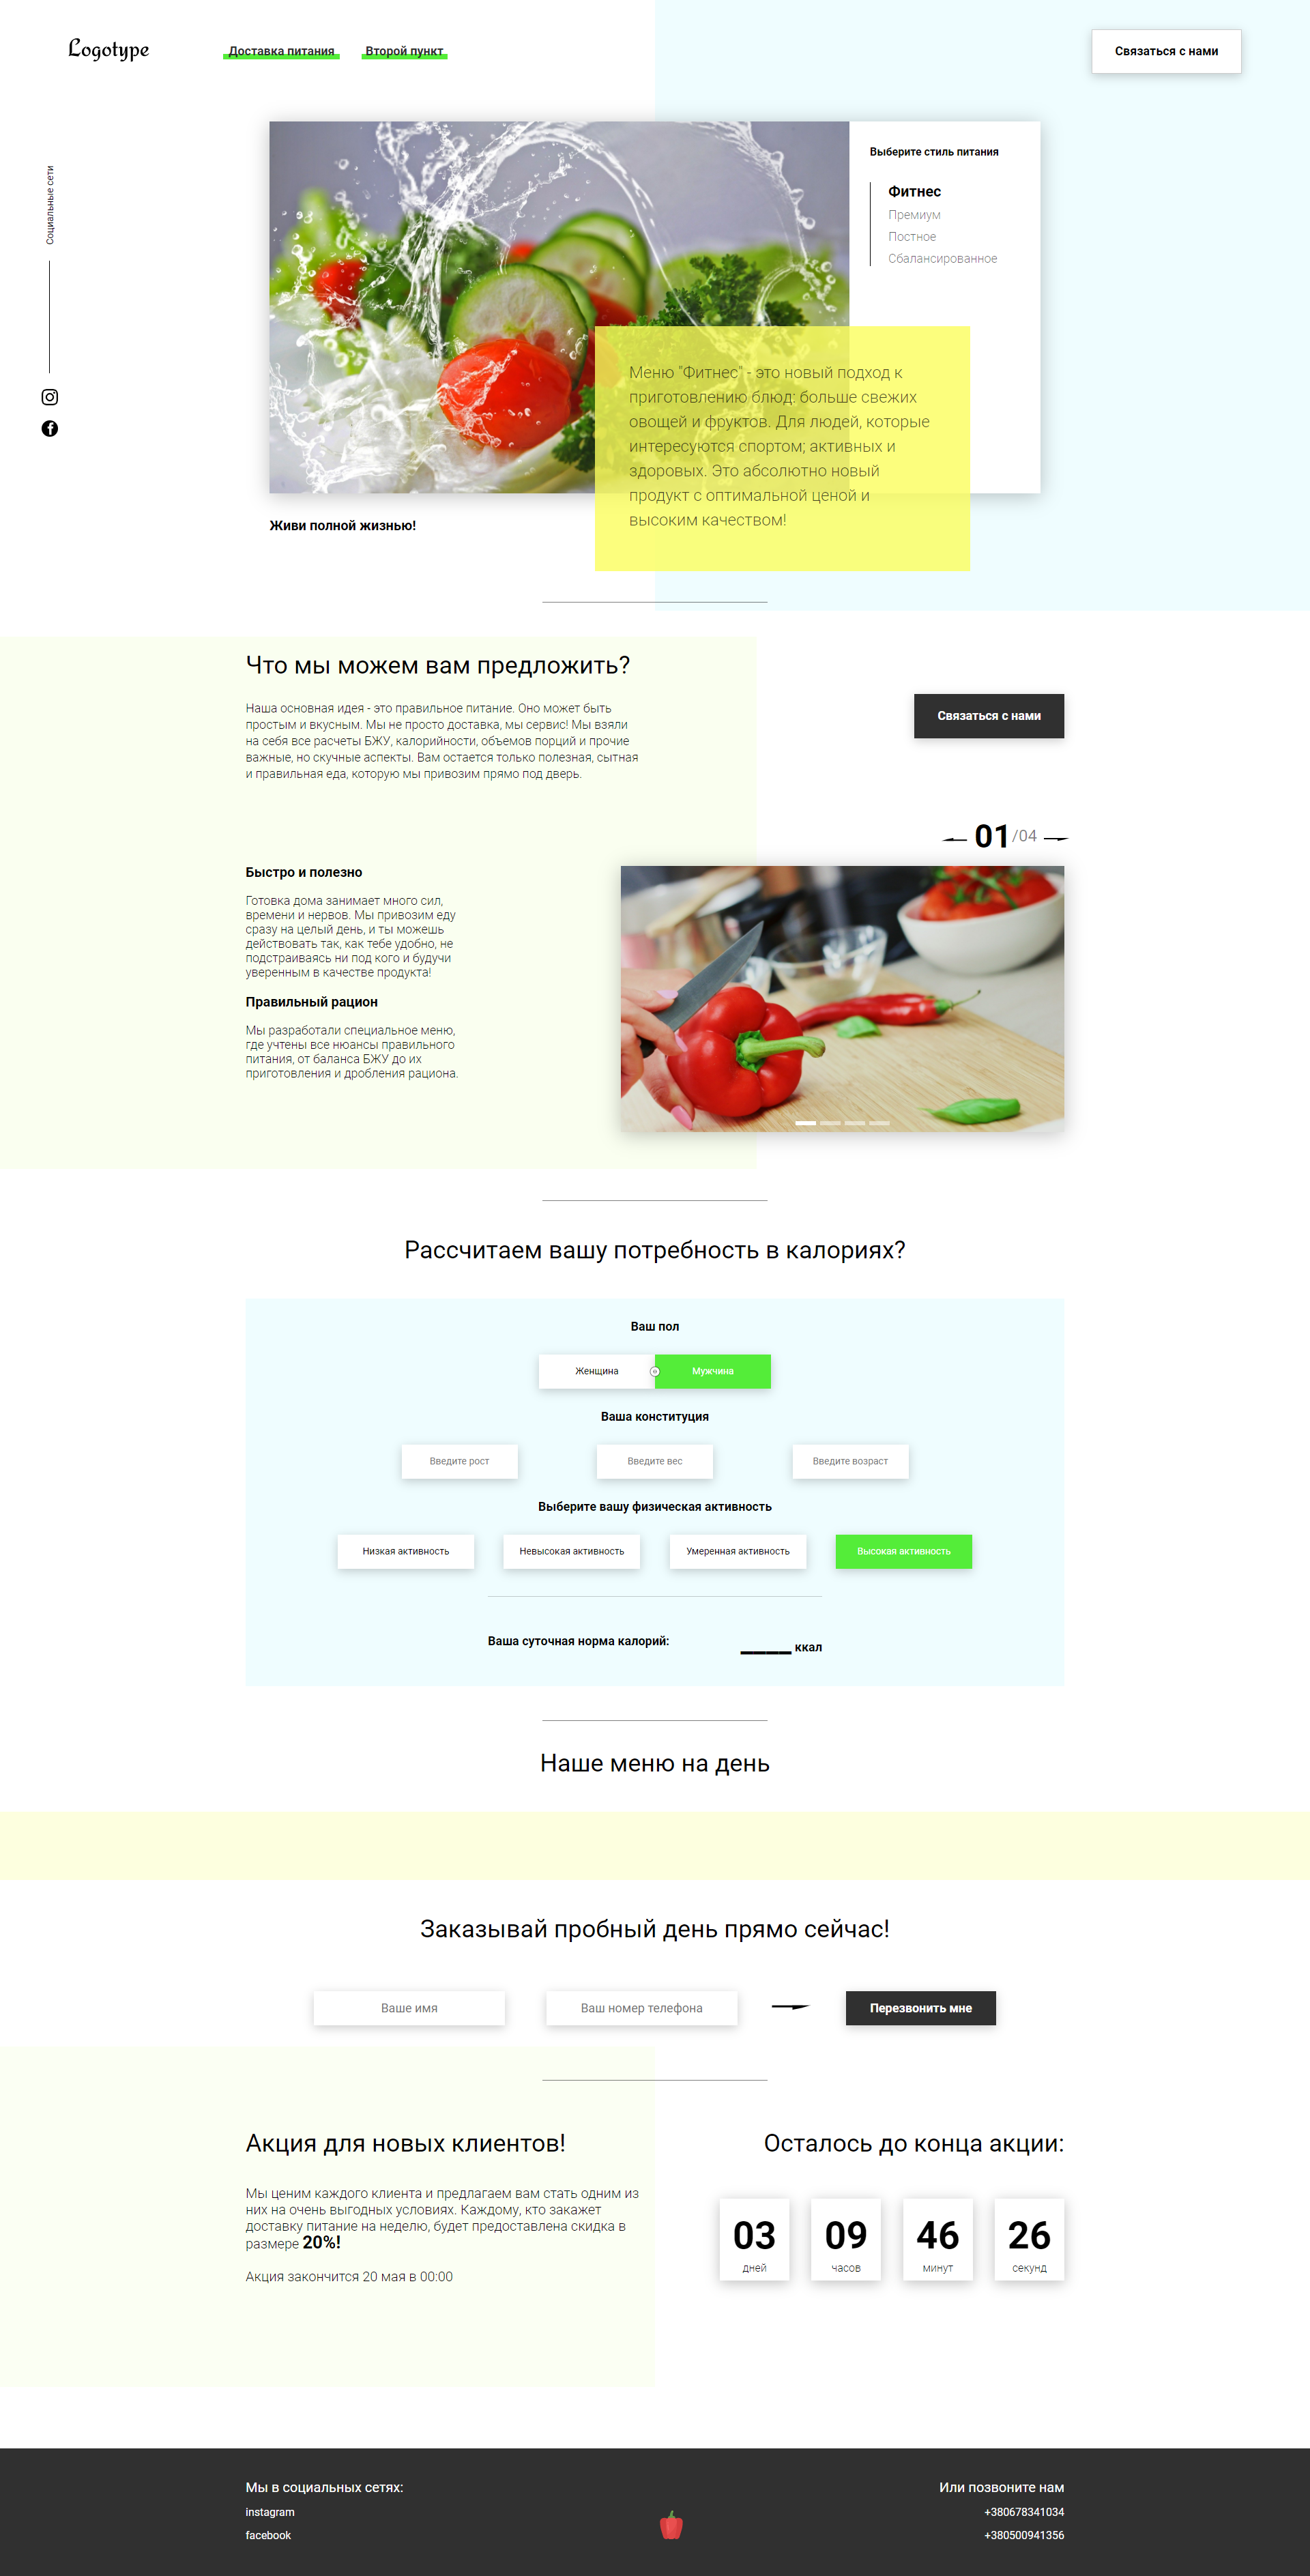 Logotype
Доставка питания
Второй пункт
Связаться с нами
Социальные сети
Выберите стиль питания
Фитнес
Премиум
Постное
Сбалансированное
Меню "Фитнес" - это новый подход к
приготовлению блюд: больше свежих
овощей и фруктов. Для людей, которые
интересуются спортом; активных и
здоровых. Это абсолютно новый
продукт с оптимальной ценой и
высоким качеством!
Живи полной жизнью!
Что мы можем вам предложить?
Наша основная идея - это правильное питание. Оно может быть
простым и вкусным. Мы не просто доставка, мы сервис! Мы взяли
на себя все расчеты БЖУ, калорийности, объемов порций и прочие
важные, но скучные аспекты. Вам остается только полезная, сытная
и правильная еда, которую мы привозим прямо под дверь.
Связаться с нами
01/04
Быстро и полезно
Готовка дома занимает много сил,
времени и нервов. Мы привозим еду
сразу на целый день, и ты можешь
действовать так, как тебе удобно, не
подстраиваясь ни под кого и будучи
уверенным в качестве продукта!
Правильный рацион
Мы разработали специальное меню,
где учтены все нюансы правильного
питания, от баланса БЖУ до их
приготовления и дробления рациона.
Рассчитаем вашу потребность в калориях?
Ваш пол
Женщина
Мужчина
Ваша конституция
Введите рост
Введите вес
Введите возраст
Выберите вашу физическая активность
Низкая активность
Невысокая активность
Умеренная активность
Высокая активность
Ваша суточная норма калорий:
____ ккал
Наше меню на день
Заказывай пробный день прямо сейчас!
Ваше имя
Ваш номер телефона
Перезвонить мне
Акция для новых клиентов!
Мы ценим каждого клиента и предлагаем вам стать одним из
них на очень выгодных условиях. Каждому, кто закажет
доставку питание на неделю, будет предоставлена скидка в
размере 20%!
Акция закончится 20 мая в 00:00
Осталось до конца акции:
03 09 46 26
дней часов минут секунд
Мы в социальных сетях:
instagram
facebook
Или позвоните нам
+380678341034
+380500941356